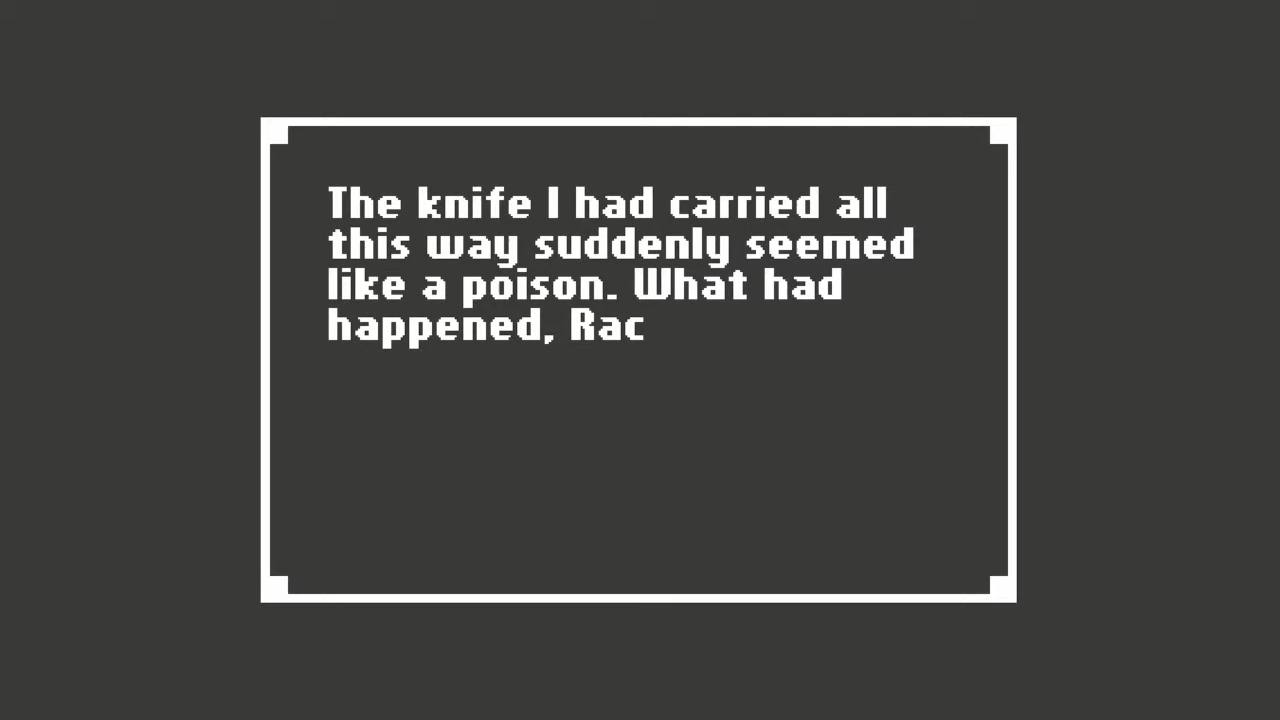 The knife I had carried all
this way suddenly seemed
like a poison. What had
happened, Rac